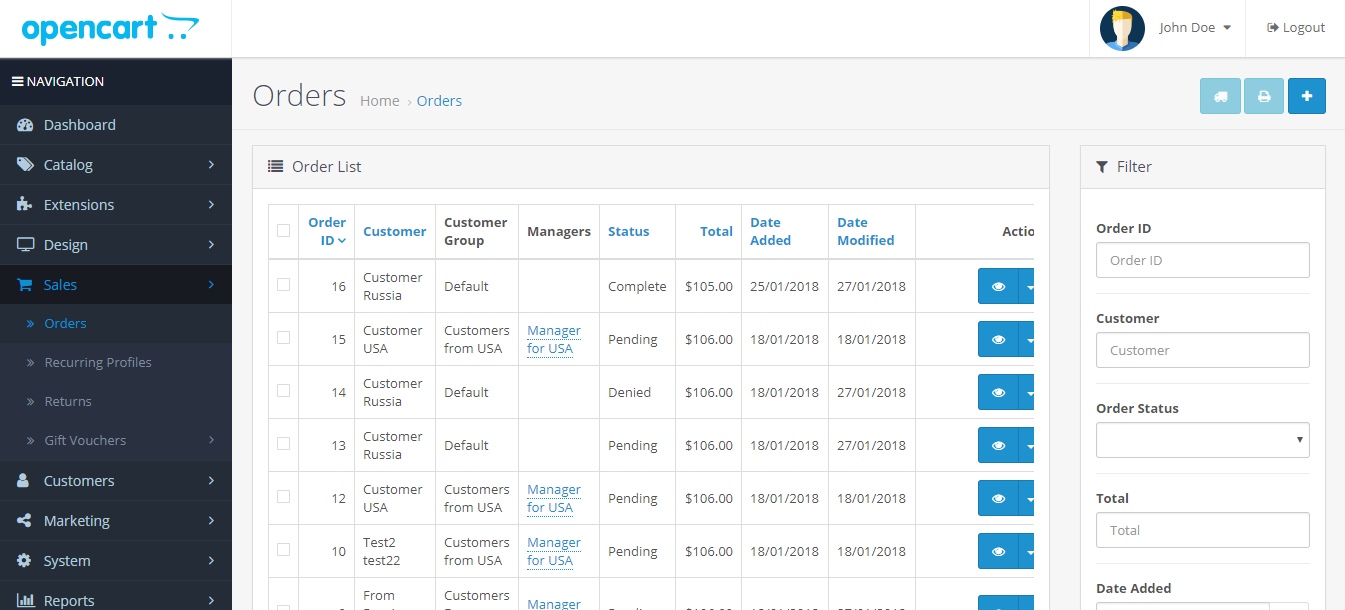 opencart
John Doe
Logout
NAVIGATION
Dashboard
Catalog
Extensions
Design
Sales
Orders
Recurring Profiles
Returns
Gift Vouchers
Customers
Marketing
System
Reports
Orders Home › Orders
Order List
Order ID Customer Customer Group Managers Status Total Date Added Date Modified Actio
16 Customer Russia Default Complete $105.00 25/01/2018 27/01/2018
15 Customer USA Customers from USA Manager for USA Pending $106.00 18/01/2018 18/01/2018
14 Customer Russia Default Denied $106.00 18/01/2018 27/01/2018
13 Customer Russia Default Pending $106.00 18/01/2018 27/01/2018
12 Customer USA Customers from USA Manager for USA Pending $106.00 18/01/2018 18/01/2018
10 Test2 test22 Customers from USA Manager for USA Pending $106.00 18/01/2018 18/01/2018
From Customers Manager
Filter
Order ID
Order ID
Customer
Customer
Order Status
Total
Total
Date Added